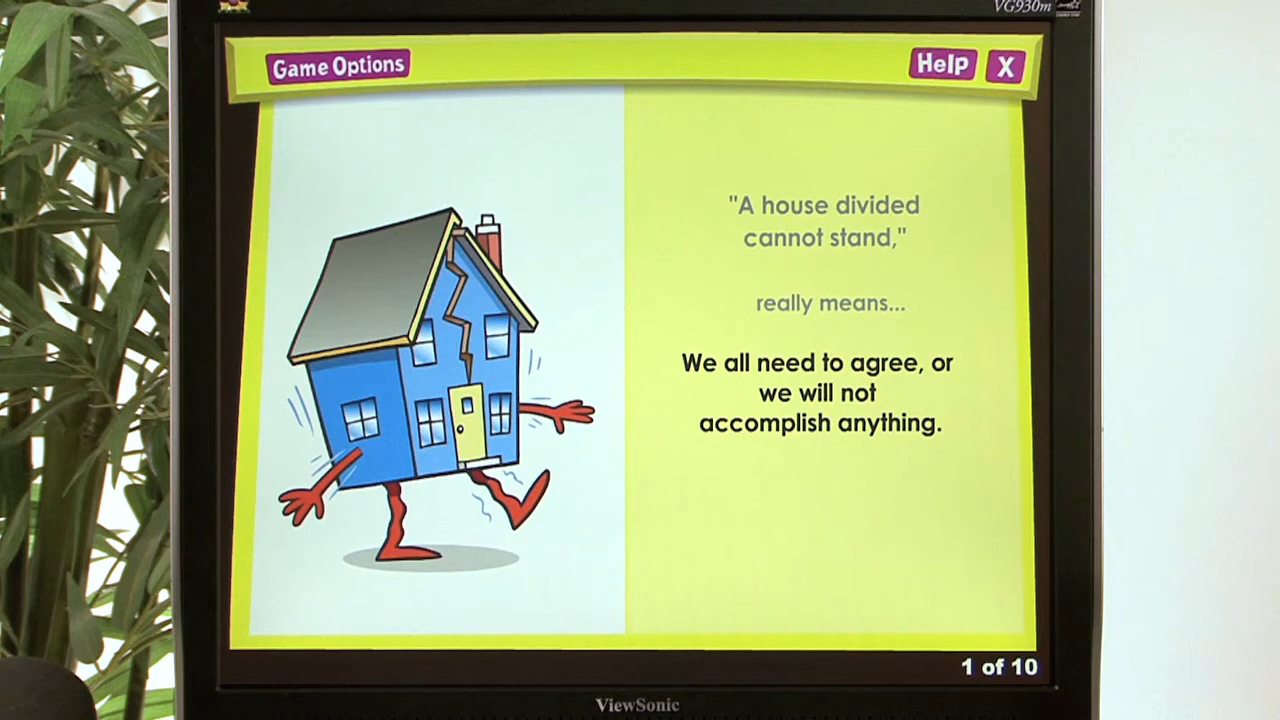 VG930m
Game Options
Help
X
"A house divided
cannot stand,"
really means...
We all need to agree, or
we will not
accomplish anything.
1 of 10
ViewSonic